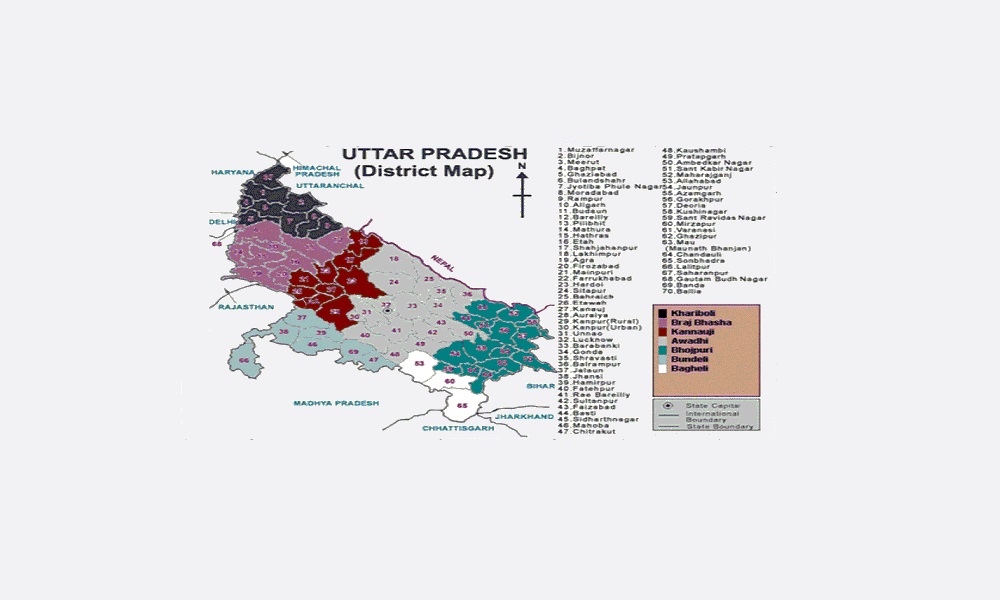 UTTAR PRADESH
(District Map)
N
HIMACHAL
PRADESH
HARYANA
UTTARANCHAL
DELHI
68
NEPAL
RAJASTHAN
MADHYA PRADESH
CHHATTISGARH
JHARKHAND
BIHAR
18
24
25
35
36
32
31
33
34
43
30
41
42
50
40
49
48
37
38
39
46
69
47
66
53
60
65
1.Muzaffarnagar
2.Bijnor
3.Meerut
4.Baghpat
5.Ghaziabad
6.Bulandshahr
7.Jyotiba Phule Nagar
8.Moradabad
9.Rampur
10.Aligarh
11.Budaun
12.Bareilly
13.Pilibhit
14.Mathura
15.Hathras
16.Etah
17.Shahjahanpur
18.Lakhimpur
19.Agra
20.Firozabad
21.Mainpuri
22.Farrukhabad
23.Hardoi
24.Sitapur
25.Bahraich
26.Etawah
27.Kanauj
28.Auraiya
29.Kanpur(Rural)
30.Kanpur(Urban)
31.Unnao
32.Lucknow
33.Barabanki
34.Gonda
35.Shravasti
36.Balrampur
37.Jalaun
38.Jhansi
39.Hamirpur
40.Fatehpur
41.Rae Bareilly
42.Sultanpur
43.Faizabad
44.Basti
45.Sidharthnagar
46.Mahoba
47.Chitrakut
48.Kaushambi
49.Pratapgarh
50.Ambedkar Nagar
51.Sant Kabir Nagar
52.Maharajganj
53.Allahabad
54.Jaunpur
55.Azamgarh
56.Gorakhpur
57.Deoria
58.Kushinagar
59.Sant Ravidas Nagar
60.Mirzapur
61.Varanasi
62.Ghazipur
63.Mau
(Maunath Bhanjan)
64.Chandauli
65.Sonbhadra
66.Lalitpur
67.Saharanpur
68.Gautam Budh Nagar
69.Banda
70.Ballia
Khariboli
Braj Bhasha
Kannauji
Awadhi
Bhojpuri
Bundeli
Bagheli
State Capital
International
Boundary
State Boundary